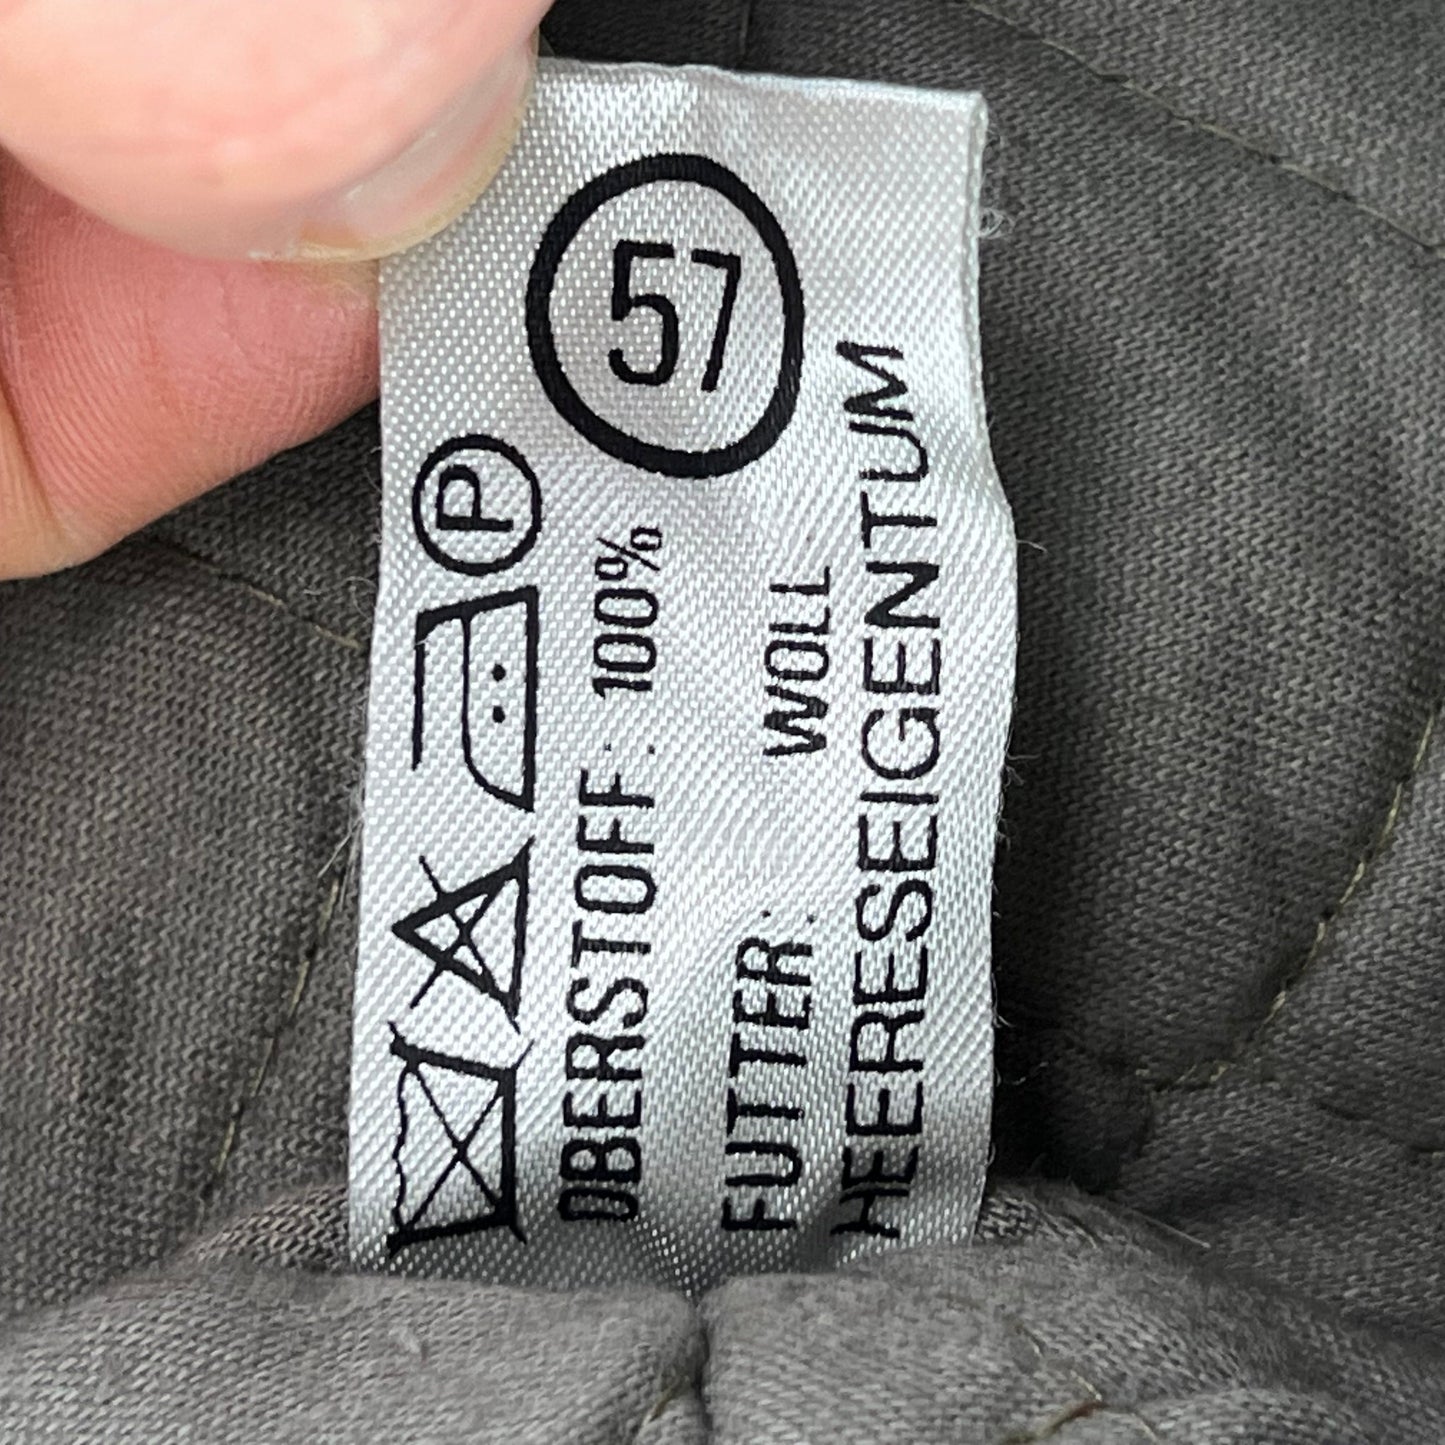 57
P
OBERSTOFF: 100%
WOLL
FUTTER:
HEERESEIGENTUM